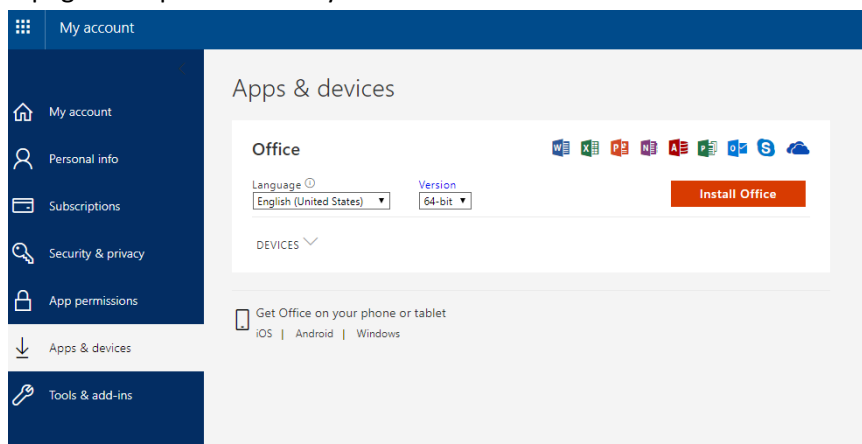 My account
Apps & devices
My account
Personal info
Subscriptions
Security & privacy
App permissions
Apps & devices
Tools & add-ins
Office
Language
Version
English (United States)
64-bit
Install Office
DEVICES
Get Office on your phone or tablet
iOS | Android | Windows